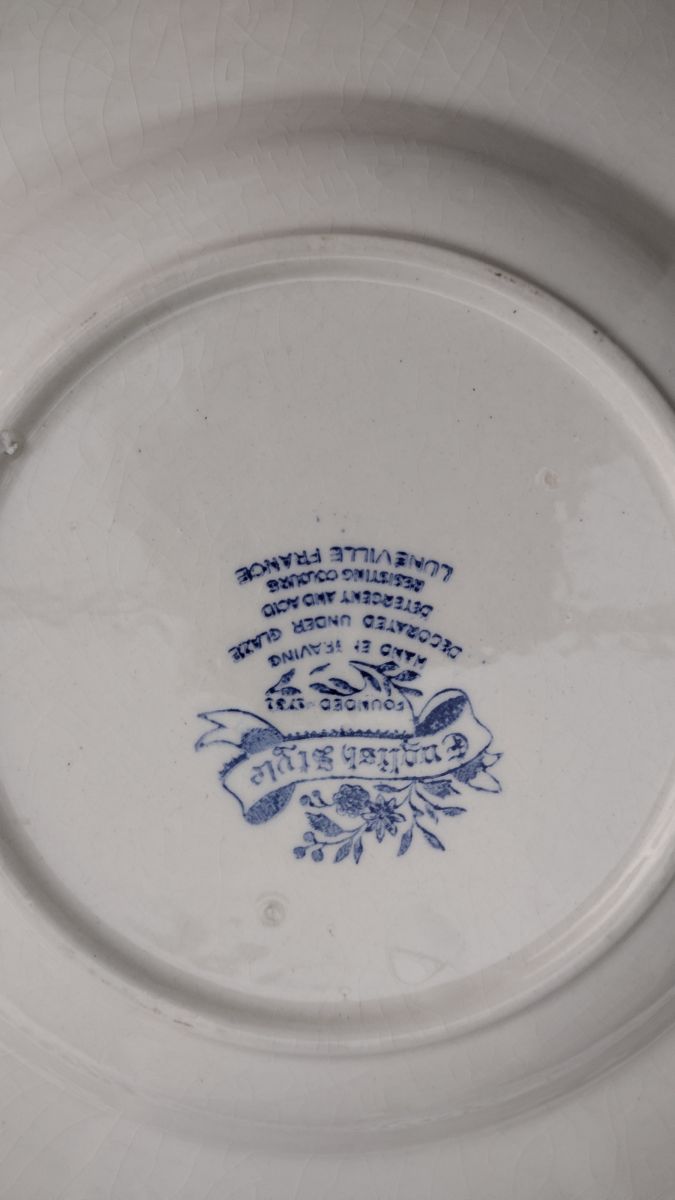 English Style
FOUNDED 1731
HAND ENGRAVING
DECORATED UNDER GLAZE
DETERGENT AND ACID
RESISTING COLOURS
LUNEVILLE FRANCE